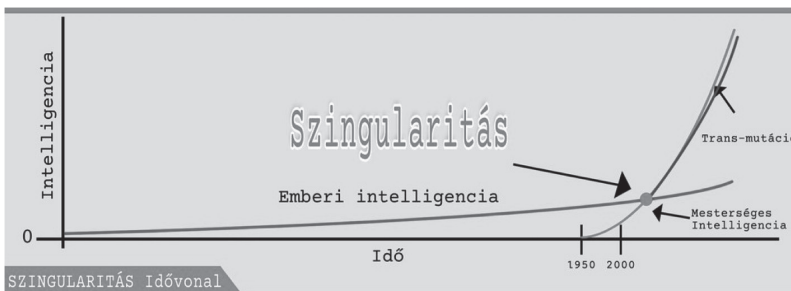 Intelligencia
Szingularitás
Trans-mutáció
Emberi intelligencia
Mesterséges
Intelligencia
0
Idő
1950 2000
SZINGULARITÁS Idővonal